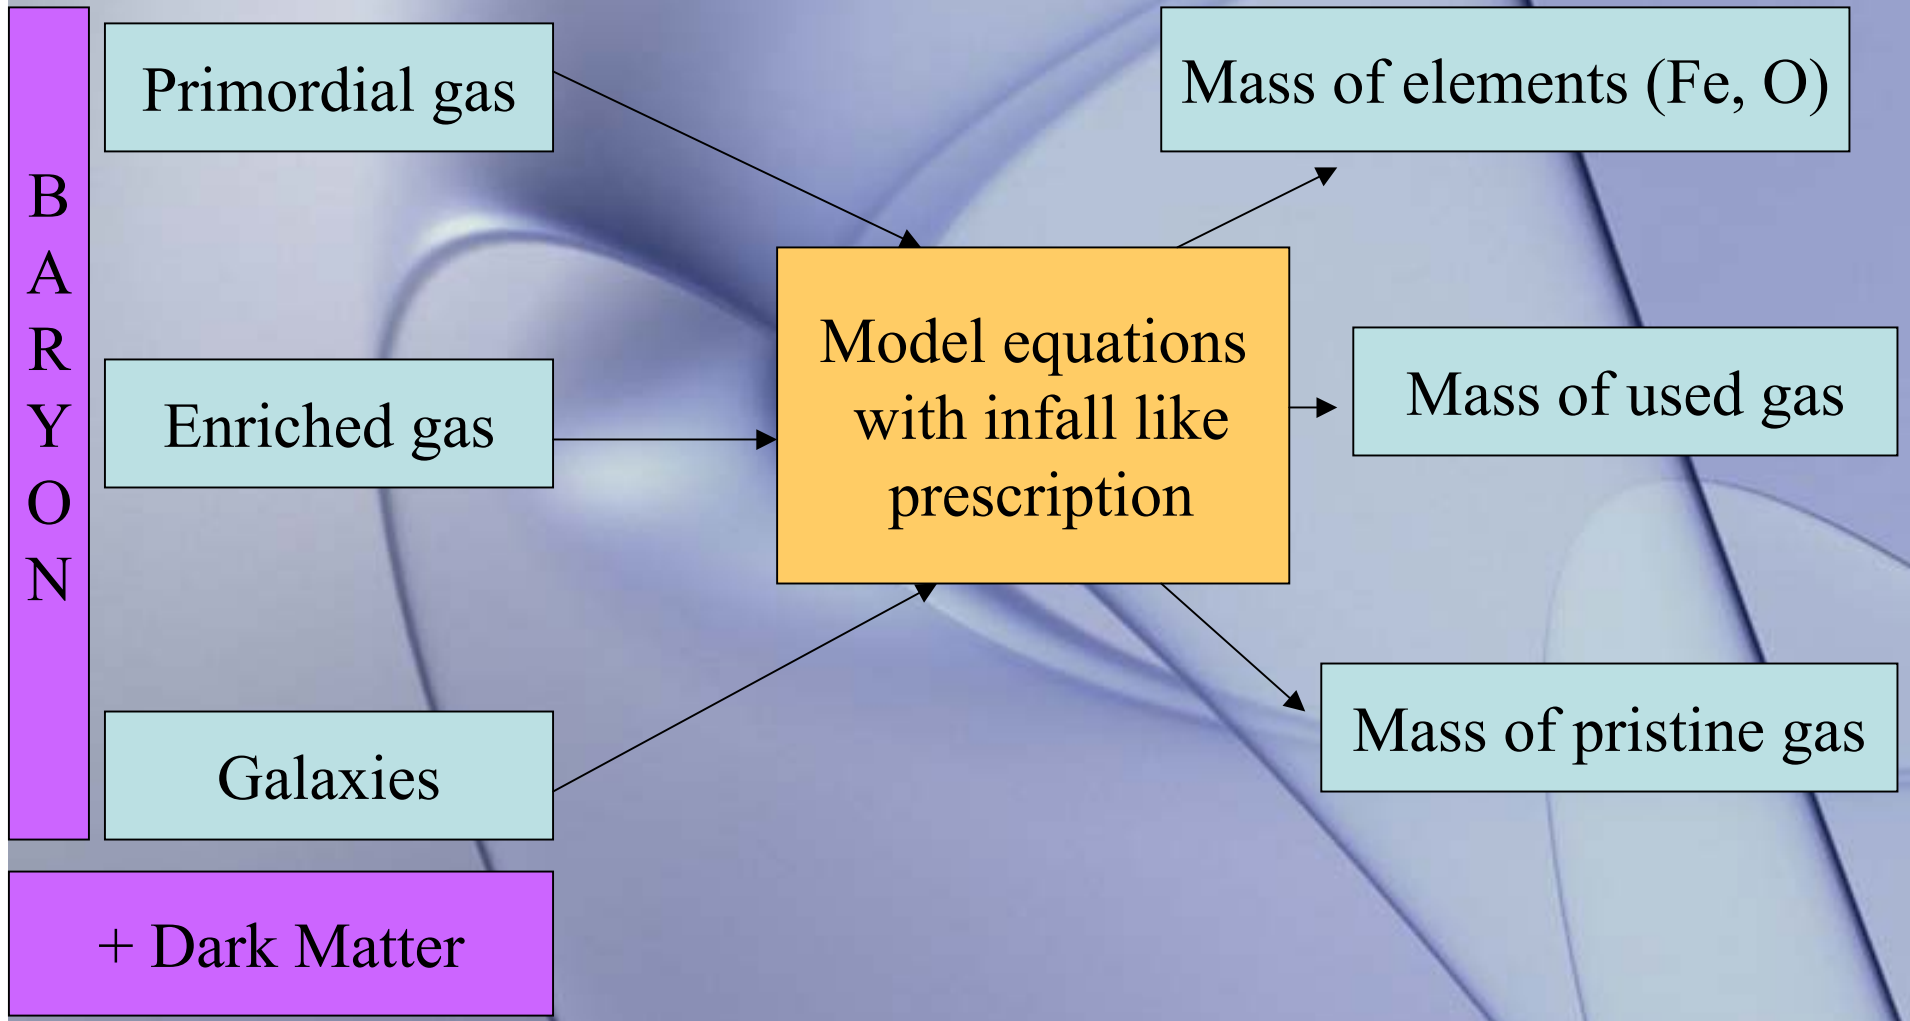 B
A
R
Y
O
N
Primordial gas
Enriched gas
Galaxies
+ Dark Matter
Model equations
with infall like
prescription
Mass of elements (Fe, O)
Mass of used gas
Mass of pristine gas